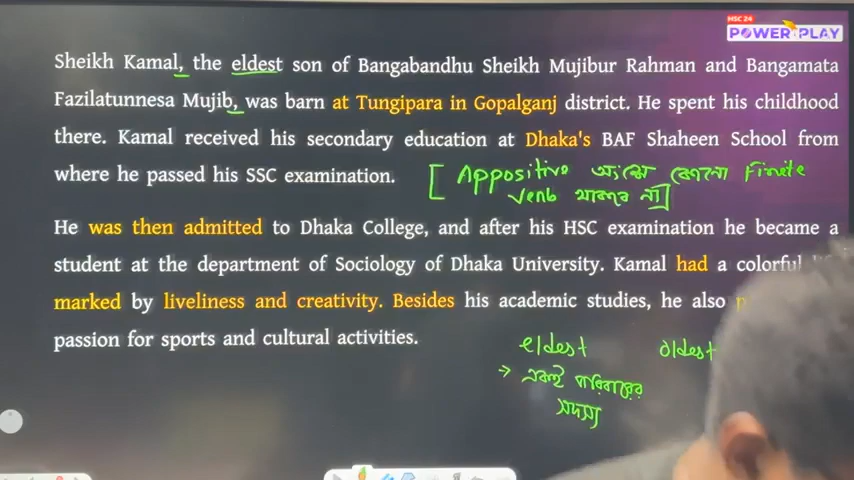 HSC 24
POWER PLAY
Sheikh Kamal, the eldest son of Bangabandhu Sheikh Mujibur Rahman and Bangamata
Fazilatunnesa Mujib, was barn at Tungipara in Gopalganj district. He spent his childhood
there. Kamal received his secondary education at Dhaka's BAF Shaheen School from
where he passed his SSC examination.
[ Appositive অংশে কোনো Finite
verb থাকবে না]
He was then admitted to Dhaka College, and after his HSC examination he became a
student at the department of Sociology of Dhaka University. Kamal had a colorful
marked by liveliness and creativity. Besides his academic studies, he also
passion for sports and cultural activities.
eldest oldest
→ একই পরিবারের
সদস্য